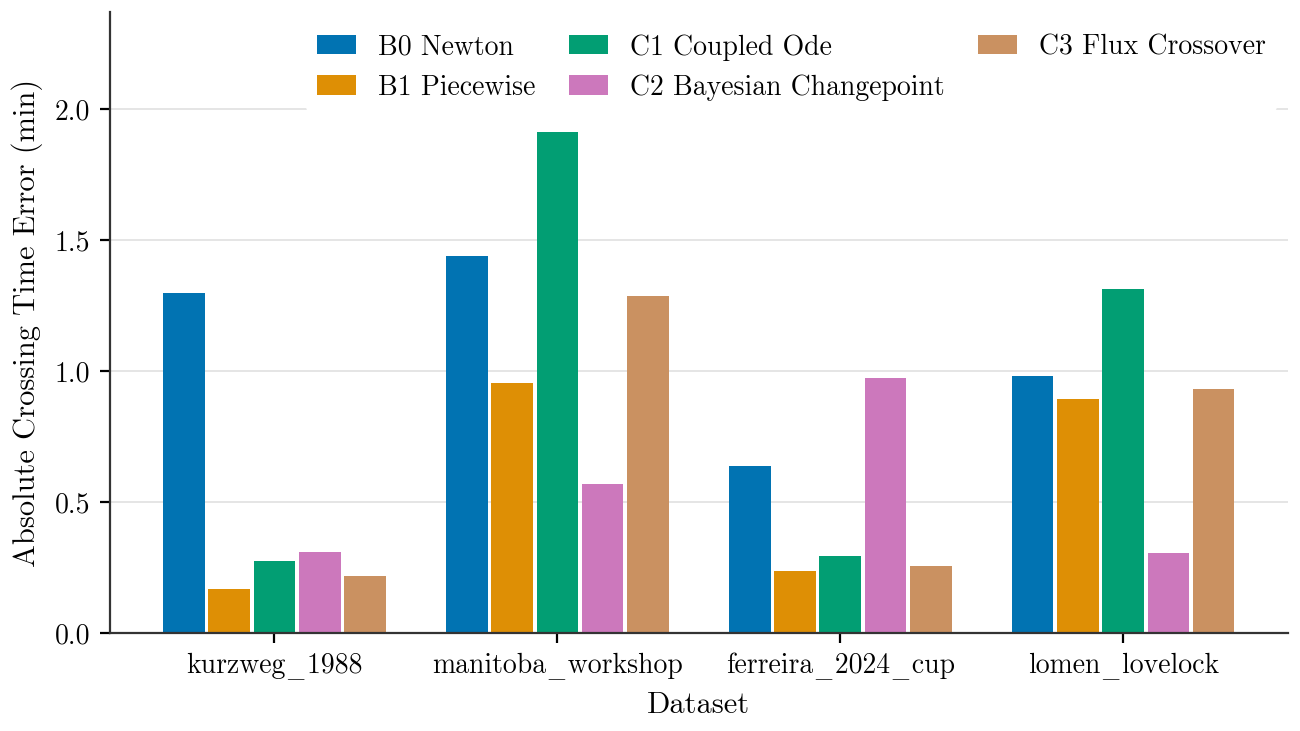 B0 Newton
B1 Piecewise
C1 Coupled Ode
C2 Bayesian Changepoint
C3 Flux Crossover
Absolute Crossing Time Error (min)
2.0
1.5
1.0
0.5
0.0
kurzweg_1988
manitoba_workshop
ferreira_2024_cup
lomen_lovelock
Dataset